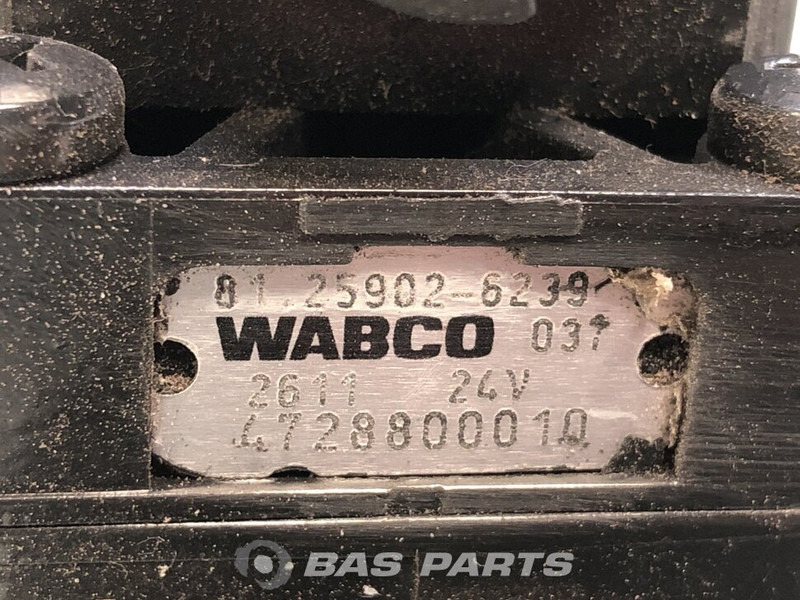 81.25902-6239
WABCO 037
2611 24V
4728800010
BAS PARTS